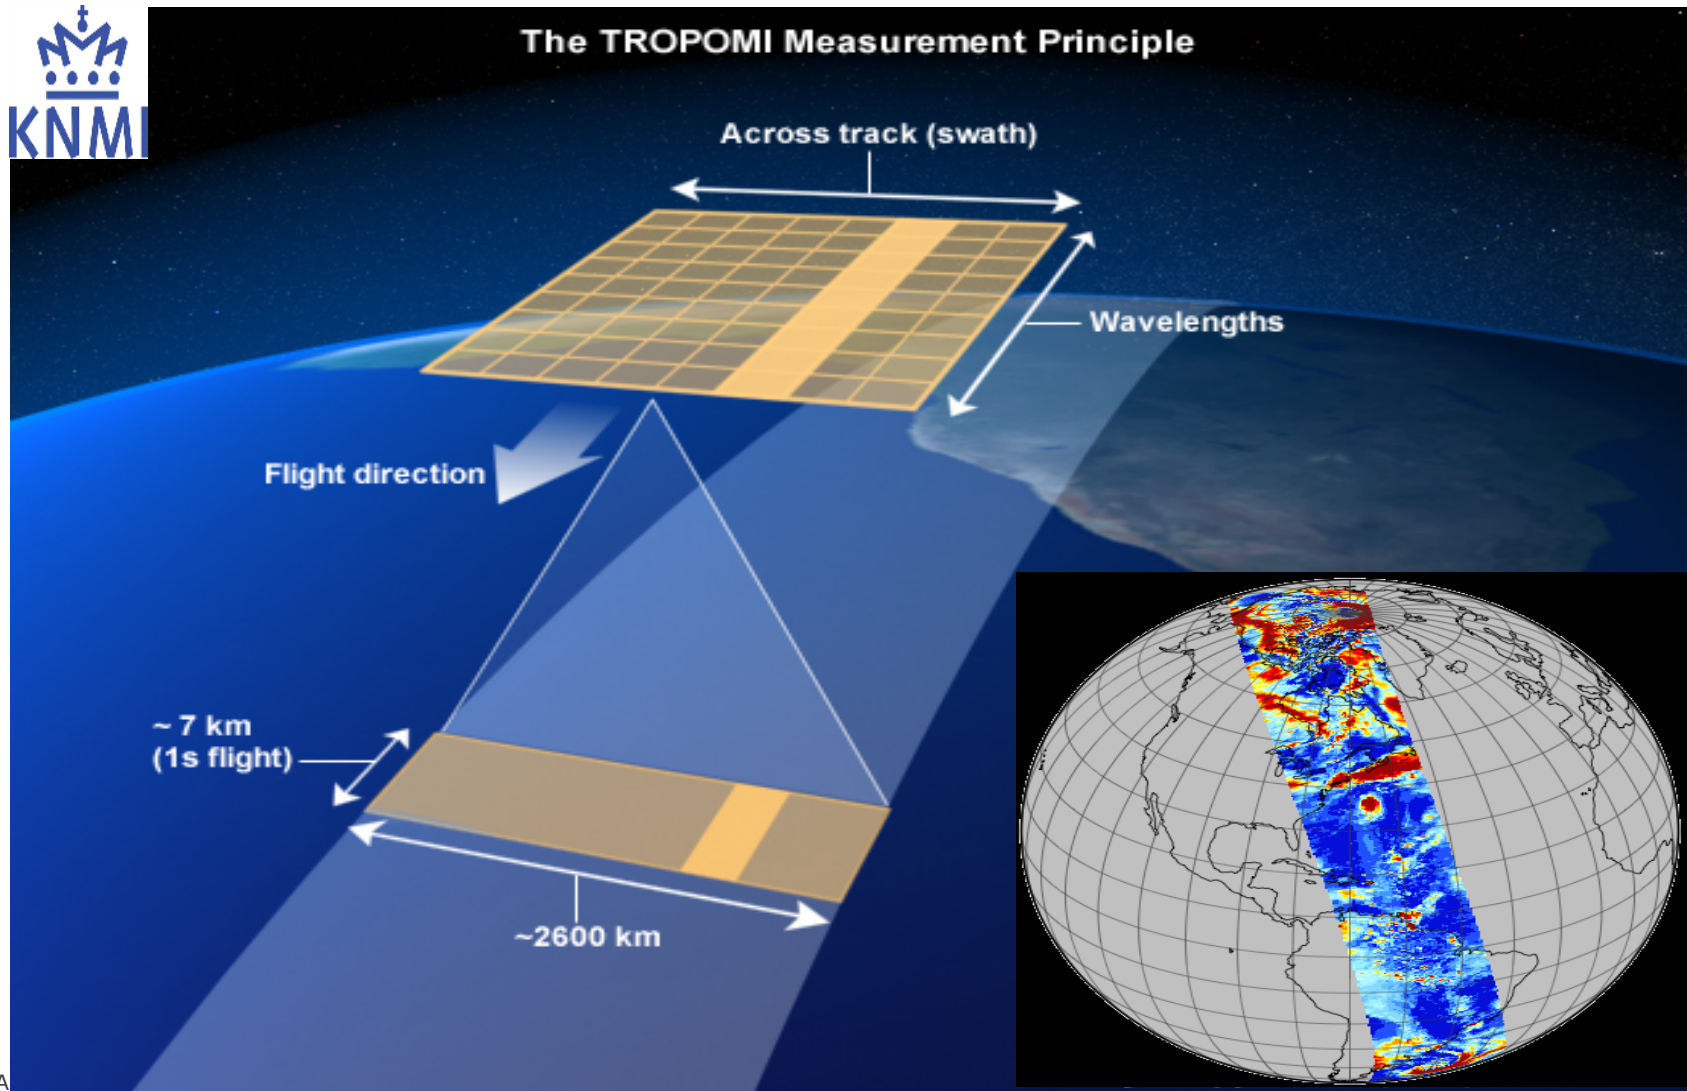 KNMI
The TROPOMI Measurement Principle
Across track (swath)
Wavelengths
Flight direction
~ 7 km
(1s flight)
~2600 km
A